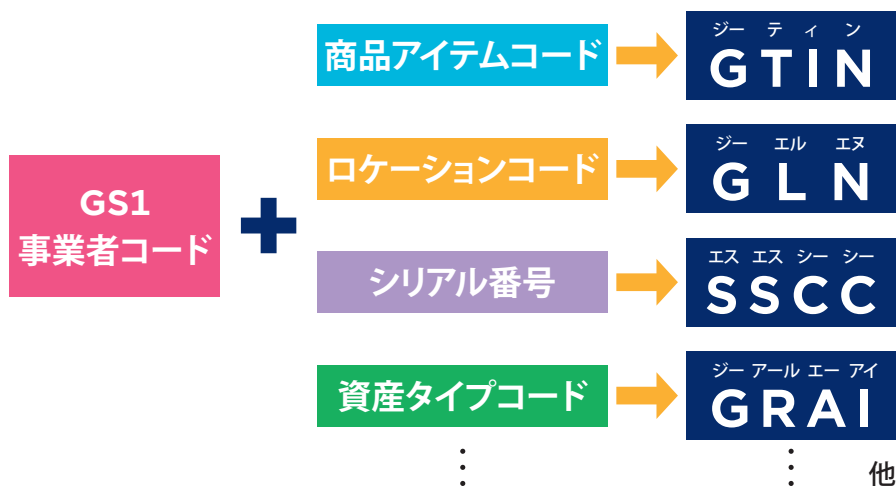 GS1
事業者コード
商品アイテムコード
ジー ティ ン
GTIN
ロケーションコード
ジー エル エヌ
GLN
シリアル番号
エス エス シー シー
SSCC
資産タイプコード
ジー アール エー アイ
GRAI
他